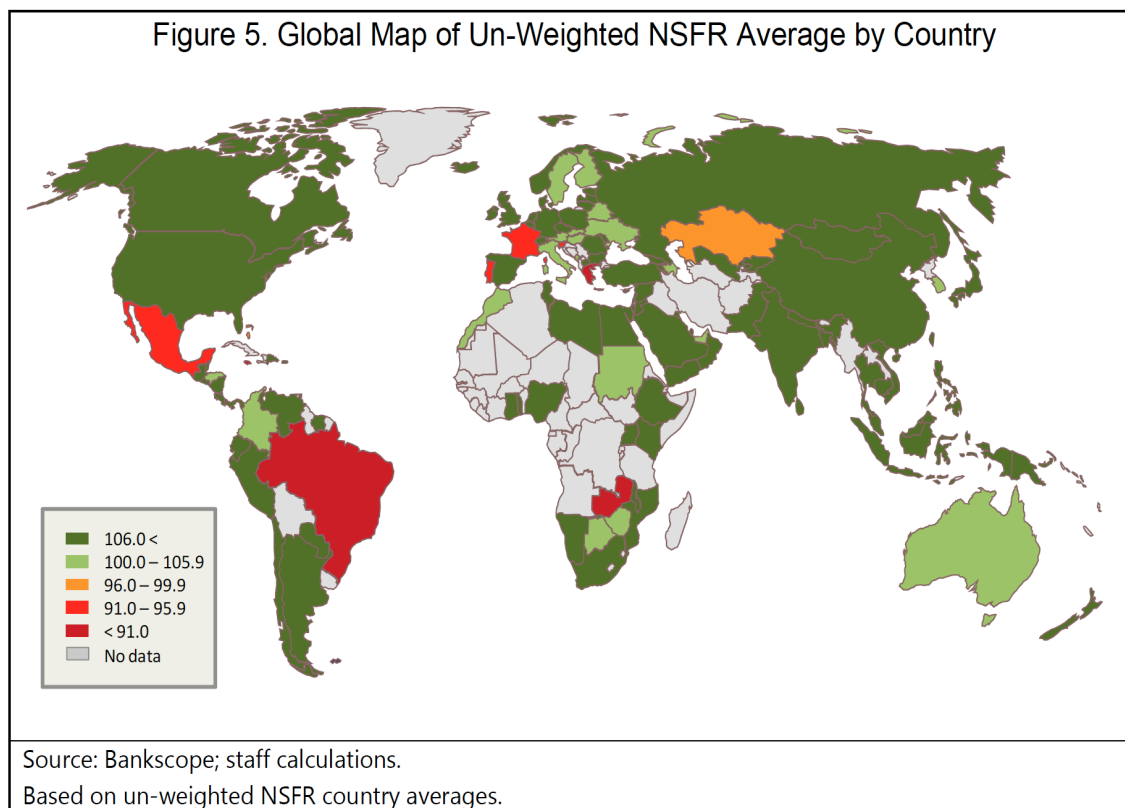 Figure 5. Global Map of Un-Weighted NSFR Average by Country
106.0 <
100.0 – 105.9
96.0 – 99.9
91.0 – 95.9
< 91.0
No data
Source: Bankscope; staff calculations.
Based on un-weighted NSFR country averages.